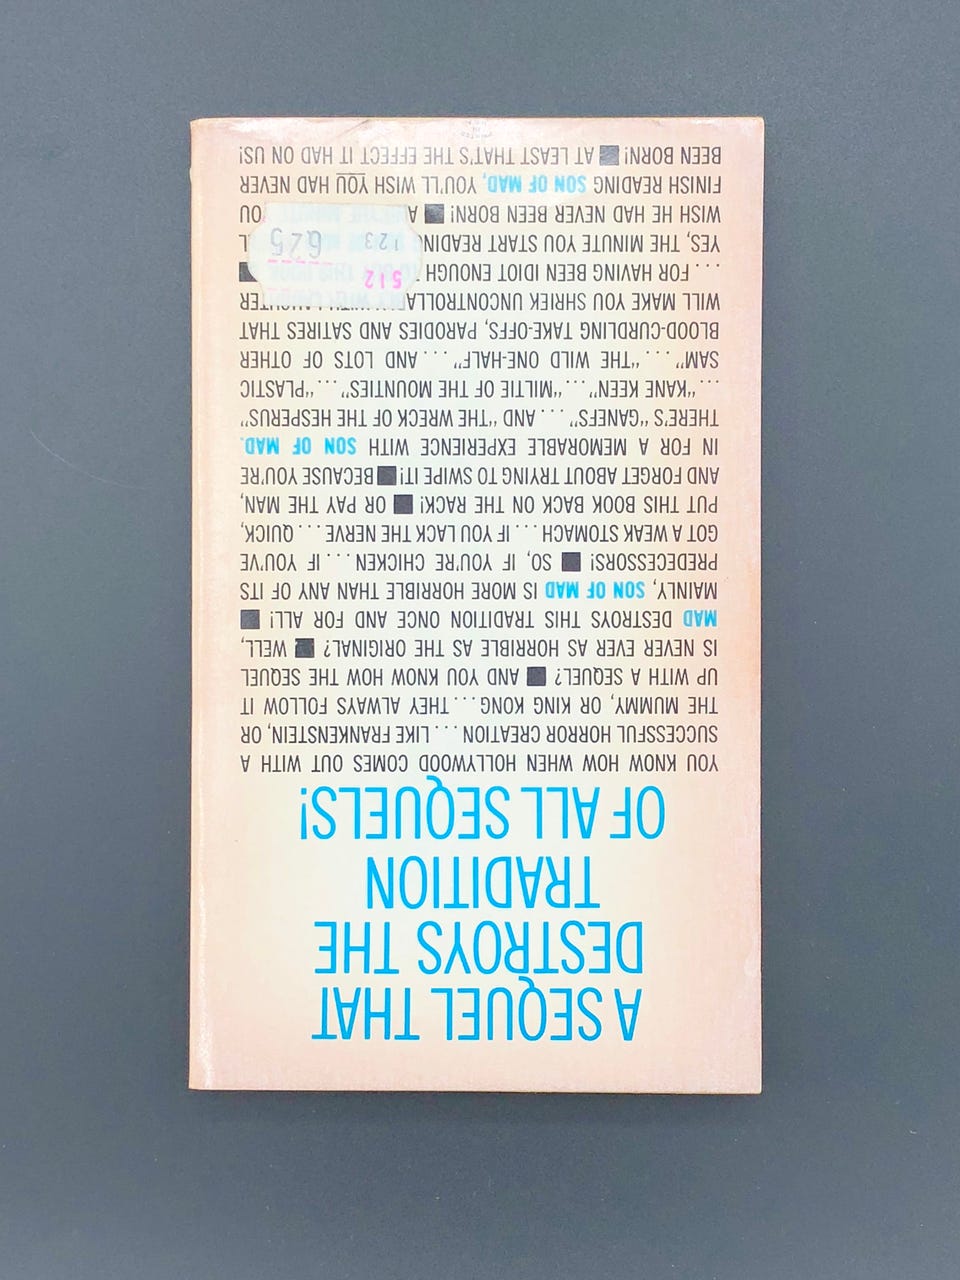 A SEQUEL THAT
DESTROYS THE
TRADITION
OF ALL SEQUELS!
YOU KNOW HOW WHEN HOLLYWOOD COMES OUT WITH A
SUCCESSFUL HORROR CREATION . . . LIKE FRANKENSTEIN, OR
THE MUMMY, OR KING KONG . . . THEY ALWAYS FOLLOW IT
UP WITH A SEQUEL? ■ AND YOU KNOW HOW THE SEQUEL
IS NEVER EVER AS HORRIBLE AS THE ORIGINAL? ■ WELL,
MAD DESTROYS THIS TRADITION ONCE AND FOR ALL! ■
MAINLY, SON OF MAD IS MORE HORRIBLE THAN ANY OF ITS
PREDECESSORS! ■ SO, IF YOU'RE CHICKEN . . . IF YOU'VE
GOT A WEAK STOMACH . . . IF YOU LACK THE NERVE . . . QUICK,
PUT THIS BOOK BACK ON THE RACK! ■ OR PAY THE MAN,
AND FORGET ABOUT TRYING TO SWIPE IT! ■ BECAUSE YOU'RE
IN FOR A MEMORABLE EXPERIENCE WITH SON OF MAD.
THERE'S "GANEFS" . . . AND "THE WRECK OF THE HESPERUS"
. . . "KANE KEEN" . . . "MILTIE OF THE MOUNTIES" . . . "PLASTIC
SAM" . . . "THE WILD ONE-HALF" . . . AND LOTS OF OTHER
BLOOD-CURDLING TAKE-OFFS, PARODIES AND SATIRES THAT
WILL MAKE YOU SHRIEK UNCONTROLLABLY WITH LAUGHTER
. . . FOR HAVING BEEN IDIOT ENOUGH TO BUY THIS BOOK ■
YES, THE MINUTE YOU START READING
WISH HE HAD NEVER BEEN BORN! ■ AND THE MINUTE YOU
FINISH READING SON OF MAD, YOU'LL WISH YOU HAD NEVER
BEEN BORN! ■ AT LEAST THAT'S THE EFFECT IT HAD ON US!
512
123